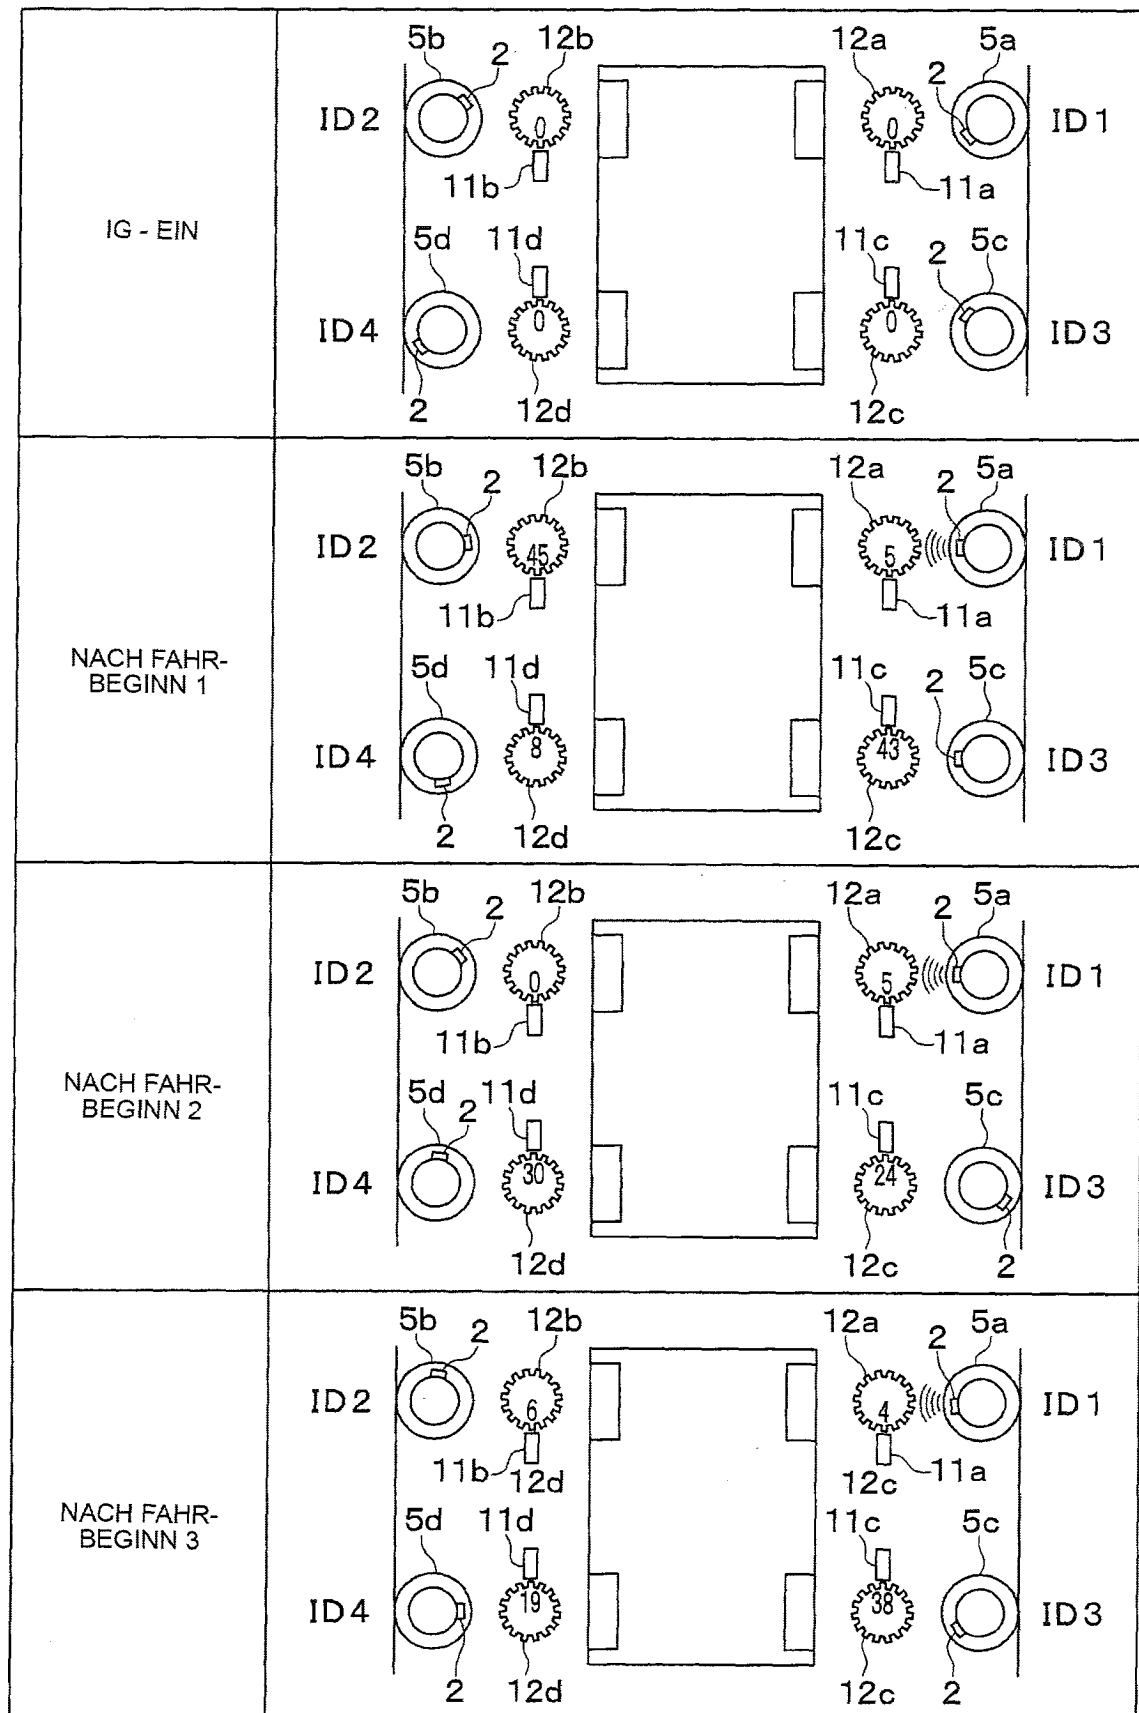 5b 2 12b 12a 2 5a
ID2 0 0 2 ID1
11b 11a
IG - EIN
5d 11d 11c 2 5c
ID4 0 0 ID3
2 12d 12c
5b 2 12b 12a 2 5a
ID2 45 5 ID1
11b 11a
NACH FAHR-
BEGINN 1
5d 11d 11c 2 5c
ID4 8 43 ID3
2 12d 12c
5b 2 12b 12a 2 5a
ID2 0 5 ID1
11b 11a
NACH FAHR-
BEGINN 2
5d 2 11d 11c 5c
ID4 30 24 ID3
12d 12c 2
5b 2 12b 12a 2 5a
ID2 6 4 ID1
11b 12d 12c 11a
NACH FAHR-
BEGINN 3
5d 11d 11c 5c
ID4 19 38 ID3
2 12d 12c 2